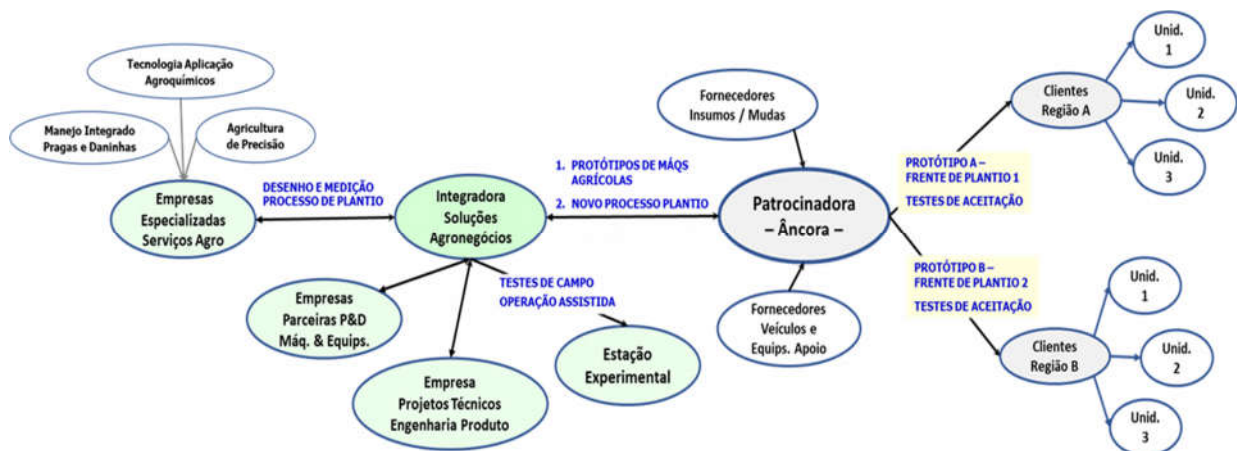 Tecnologia Aplicação
Agroquímicos
Manejo Integrado
Pragas e Daninhas
Agricultura
de Precisão
Empresas
Especializadas
Serviços Agro
DESENHO E MEDIÇÃO
PROCESSO DE PLANTIO
Integradora
Soluções
Agronegócios
Empresas
Parceiras P&D
Máq. & Equips.
Empresa
Projetos Técnicos
Engenharia Produto
TESTES DE CAMPO
OPERAÇÃO ASSISTIDA
Estação
Experimental
1. PROTÓTIPOS DE MÁQS
AGRÍCOLAS
2. NOVO PROCESSO PLANTIO
Fornecedores
Insumos / Mudas
Patrocinadora
– Âncora –
Fornecedores
Veículos e
Equips. Apoio
PROTÓTIPO A –
FRENTE DE PLANTIO 1
TESTES DE ACEITAÇÃO
Clientes
Região A
Unid.
1
Unid.
2
Unid.
3
PROTÓTIPO B –
FRENTE DE PLANTIO 2
TESTES DE ACEITAÇÃO
Clientes
Região B
Unid.
1
Unid.
2
Unid.
3